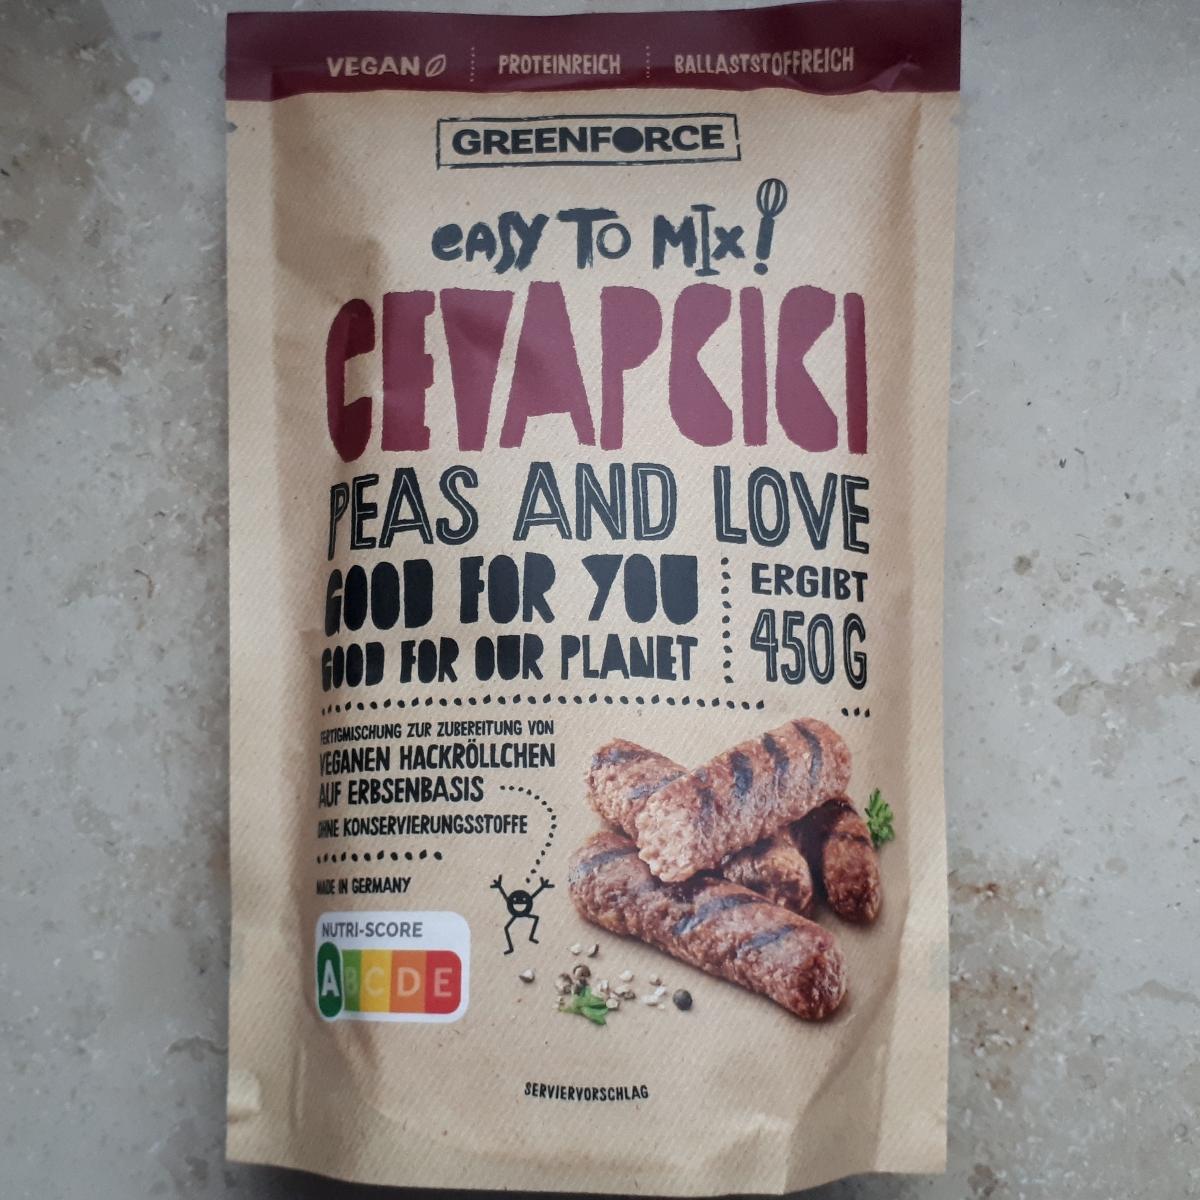 VEGAN PROTEINREICH BALLASTSTOFFREICH
GREENFORCE
EASY TO MIX!
CEVAPCICI
PEAS AND LOVE
GOOD FOR YOU
GOOD FOR OUR PLANET
ERGIBT
450 G
FERTIGMISCHUNG ZUR ZUBEREITUNG VON
VEGANEN HACKRÖLLCHEN
AUF ERBSENBASIS
OHNE KONSERVIERUNGSSTOFFE
MADE IN GERMANY
NUTRI-SCORE
A B C D E
SERVIERVORSCHLAG